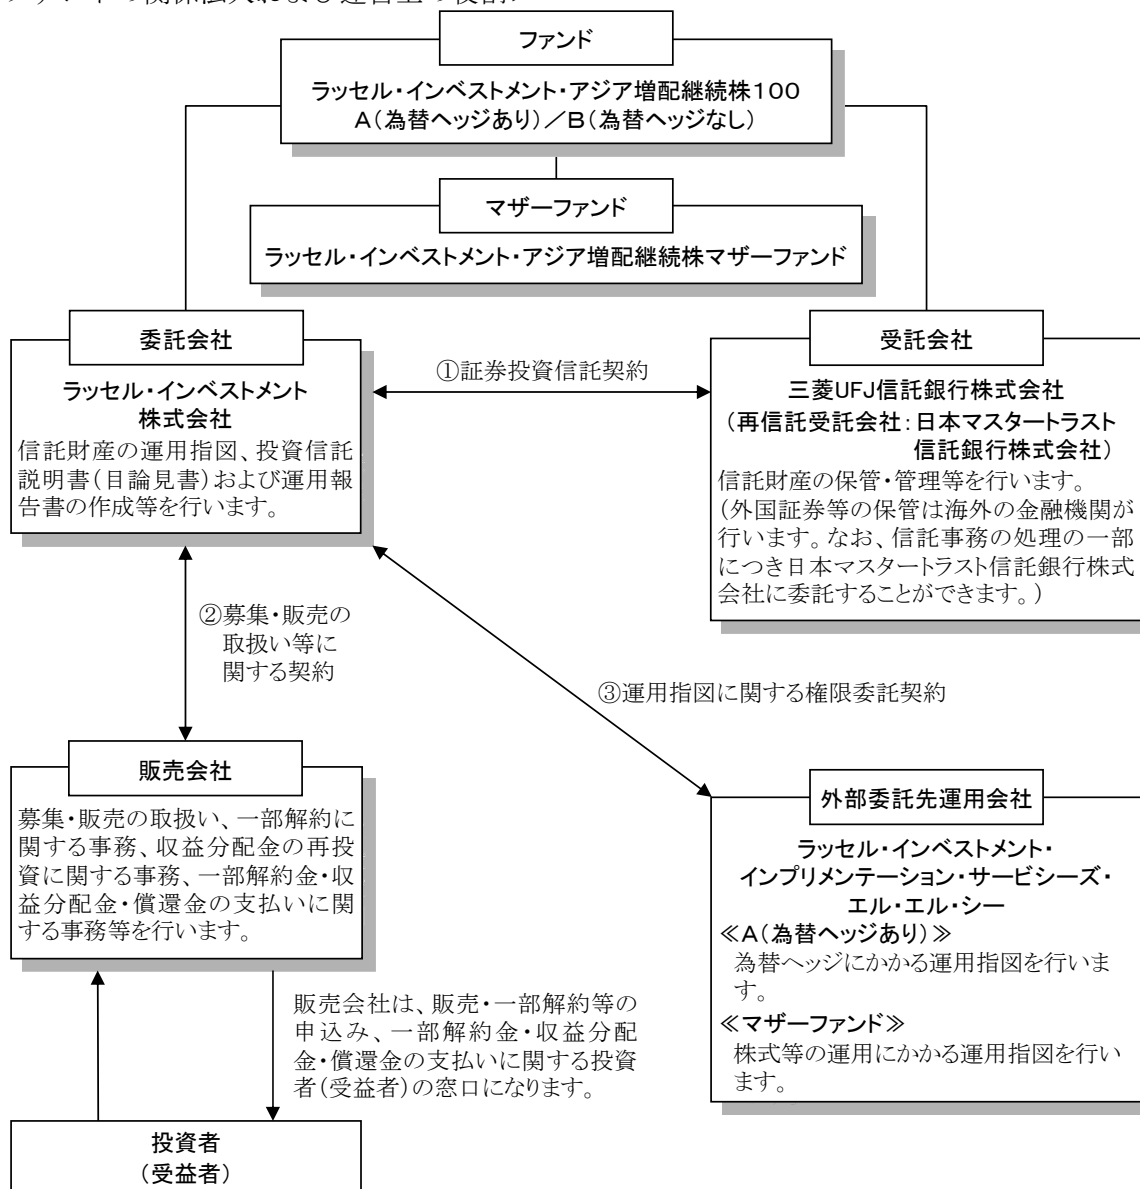 ファンド
ラッセル・インベストメント・アジア増配継続株100
A(為替ヘッジあり)/B(為替ヘッジなし)
マザーファンド
ラッセル・インベストメント・アジア増配継続株マザーファンド
委託会社
ラッセル・インベストメント
株式会社
信託財産の運用指図、投資信託
説明書(目論見書)および運用報
告書の作成等を行います。
①証券投資信託契約
受託会社
三菱UFJ信託銀行株式会社
(再信託受託会社:日本マスタートラスト
信託銀行株式会社)
信託財産の保管・管理等を行います。
(外国証券等の保管は海外の金融機関が
行います。なお、信託事務の処理の一部
につき日本マスタートラスト信託銀行株式
会社に委託することができます。)
②募集・販売の
取扱い等に
関する契約
③運用指図に関する権限委託契約
販売会社
募集・販売の取扱い、一部解約に
関する事務、収益分配金の再投
資に関する事務、一部解約金・収
益分配金・償還金の支払いに関
する事務等を行います。
外部委託先運用会社
ラッセル・インベストメント・
インプリメンテーション・サービシーズ・
エル・エル・シー
≪A(為替ヘッジあり)≫
為替ヘッジにかかる運用指図を行いま
す。
≪マザーファンド≫
株式等の運用にかかる運用指図を行い
ます。
販売会社は、販売・一部解約等の
申込み、一部解約金・収益分配
金・償還金の支払いに関する投資
者(受益者)の窓口になります。
投資者
(受益者)